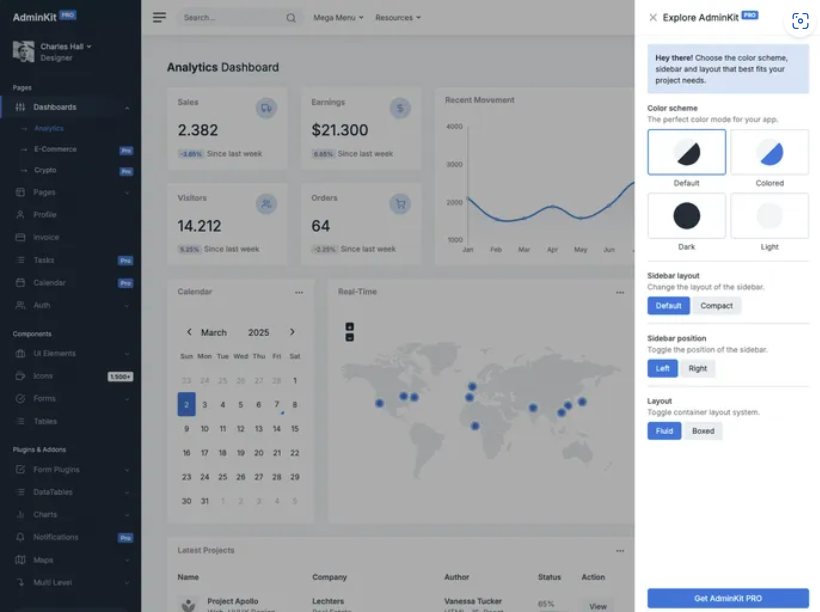 AdminKit PRO
Charles Hall
Designer
Pages
Dashboards
Analytics
E-Commerce Pro
Crypto Pro
Pages
Profile
Invoice
Tasks Pro
Calendar Pro
Auth
Components
UI Elements
Icons 1.500+
Forms
Tables
Plugins & Addons
Form Plugins
DataTables
Charts
Notifications Pro
Maps
Multi Level
Search...
Mega Menu
Resources
Analytics Dashboard
Sales
2.382
-3.65% Since last week
Earnings
$21.300
6.65% Since last week
Visitors
14.212
5.25% Since last week
Orders
64
-2.25% Since last week
Recent Movement
4000
3000
2000
1000
Jan Feb Mar Apr May Jun
Calendar
March 2025
Sun Mon Tue Wed Thu Fri Sat
23 24 25 26 27 28 1
2 3 4 5 6 7 8
9 10 11 12 13 14 15
16 17 18 19 20 21 22
23 24 25 26 27 28 29
30 31 1 2 3 4 5
Real-Time
+
−
Latest Projects
Name Company Author Status Action
Project Apollo Lechters Vanessa Tucker 65% View
Explore AdminKit PRO
Hey there! Choose the color scheme,
sidebar and layout that best fits your
project needs.
Color scheme
The perfect color mode for your app.
Default Colored
Dark Light
Sidebar layout
Change the layout of the sidebar.
Default Compact
Sidebar position
Toggle the position of the sidebar.
Left Right
Layout
Toggle container layout system.
Fluid Boxed
Get AdminKit PRO